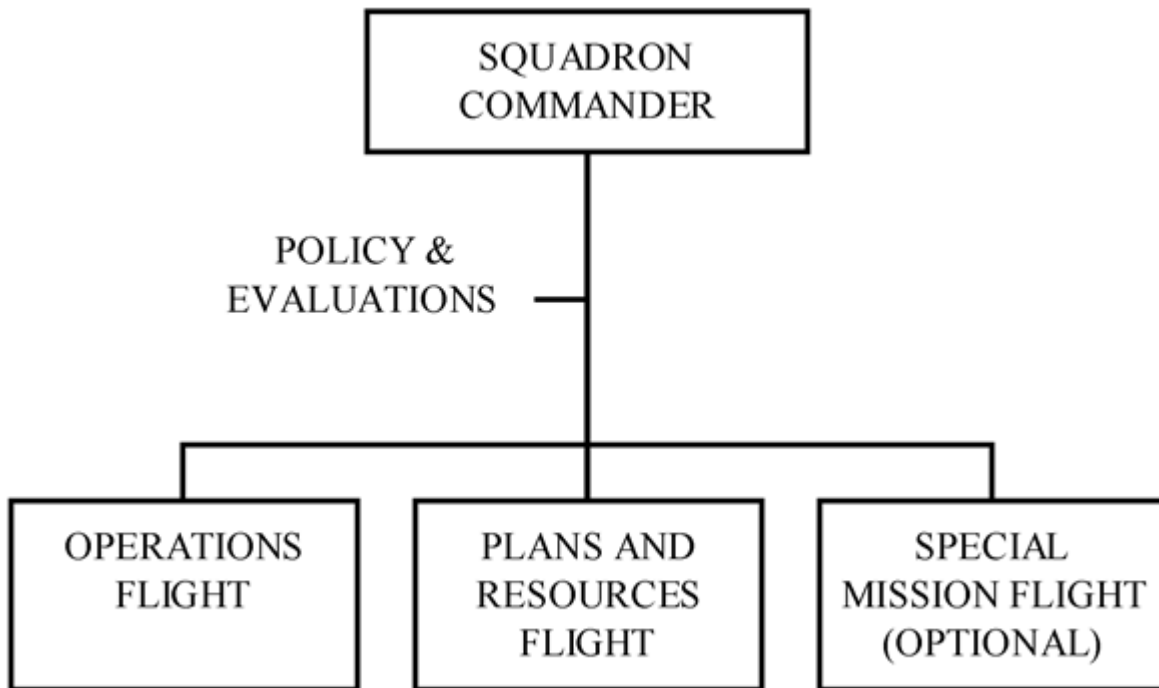 SQUADRON
COMMANDER
POLICY &
EVALUATIONS
OPERATIONS
FLIGHT
PLANS AND
RESOURCES
FLIGHT
SPECIAL
MISSION FLIGHT
(OPTIONAL)